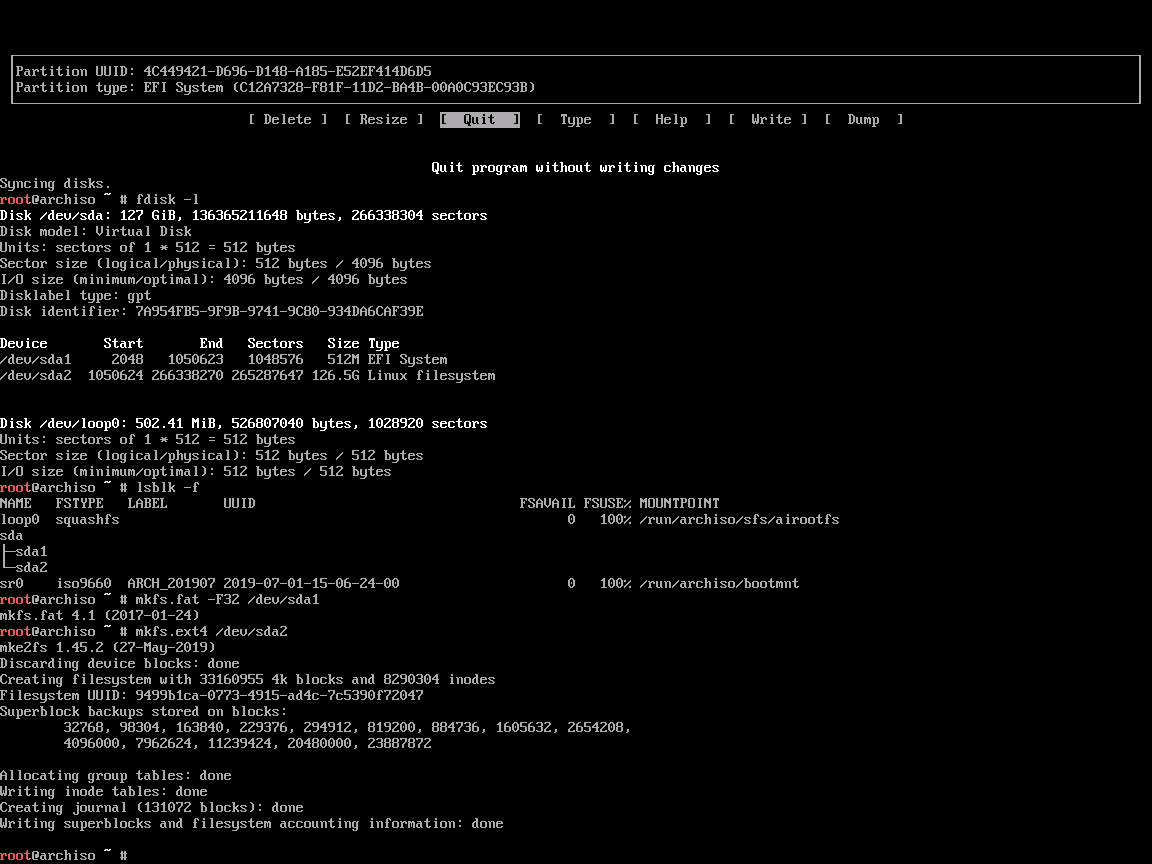 Partition UUID: 4C449421-D696-D148-A185-E52EF414D6D5
Partition type: EFI System (C12A7328-F81F-11D2-BA4B-00A0C93EC93B)
[ Delete ] [ Resize ] [ Quit ] [ Type ] [ Help ] [ Write ] [ Dump ]
Quit program without writing changes
Syncing disks.
root@archiso ~ # fdisk -l
Disk /dev/sda: 127 GiB, 136365211648 bytes, 266338304 sectors
Disk model: Virtual Disk
Units: sectors of 1 * 512 = 512 bytes
Sector size (logical/physical): 512 bytes / 4096 bytes
I/O size (minimum/optimal): 4096 bytes / 4096 bytes
Disklabel type: gpt
Disk identifier: 7A954FB5-9F9B-9741-9C80-934DA6CAF39E
Device Start End Sectors Size Type
/dev/sda1 2048 1050623 1048576 512M EFI System
/dev/sda2 1050624 266338270 265287647 126.5G Linux filesystem
Disk /dev/loop0: 502.41 MiB, 526807040 bytes, 1028920 sectors
Units: sectors of 1 * 512 = 512 bytes
Sector size (logical/physical): 512 bytes / 512 bytes
I/O size (minimum/optimal): 512 bytes / 512 bytes
root@archiso ~ # lsblk -f
NAME FSTYPE LABEL UUID FSAVAIL FSUSE% MOUNTPOINT
loop0 squashfs 0 100% /run/archiso/sfs/airootfs
sda
├─sda1
└─sda2
sr0 iso9660 ARCH_201907 2019-07-01-15-06-24-00 0 100% /run/archiso/bootmnt
root@archiso ~ # mkfs.fat -F32 /dev/sda1
mkfs.fat 4.1 (2017-01-24)
root@archiso ~ # mkfs.ext4 /dev/sda2
mke2fs 1.45.2 (27-May-2019)
Discarding device blocks: done
Creating filesystem with 33160955 4k blocks and 8290304 inodes
Filesystem UUID: 9499b1ca-0773-4915-ad4c-7c5390f72047
Superblock backups stored on blocks:
32768, 98304, 163840, 229376, 294912, 819200, 884736, 1605632, 2654208,
4096000, 7962624, 11239424, 20480000, 23887872
Allocating group tables: done
Writing inode tables: done
Creating journal (131072 blocks): done
Writing superblocks and filesystem accounting information: done
root@archiso ~ #